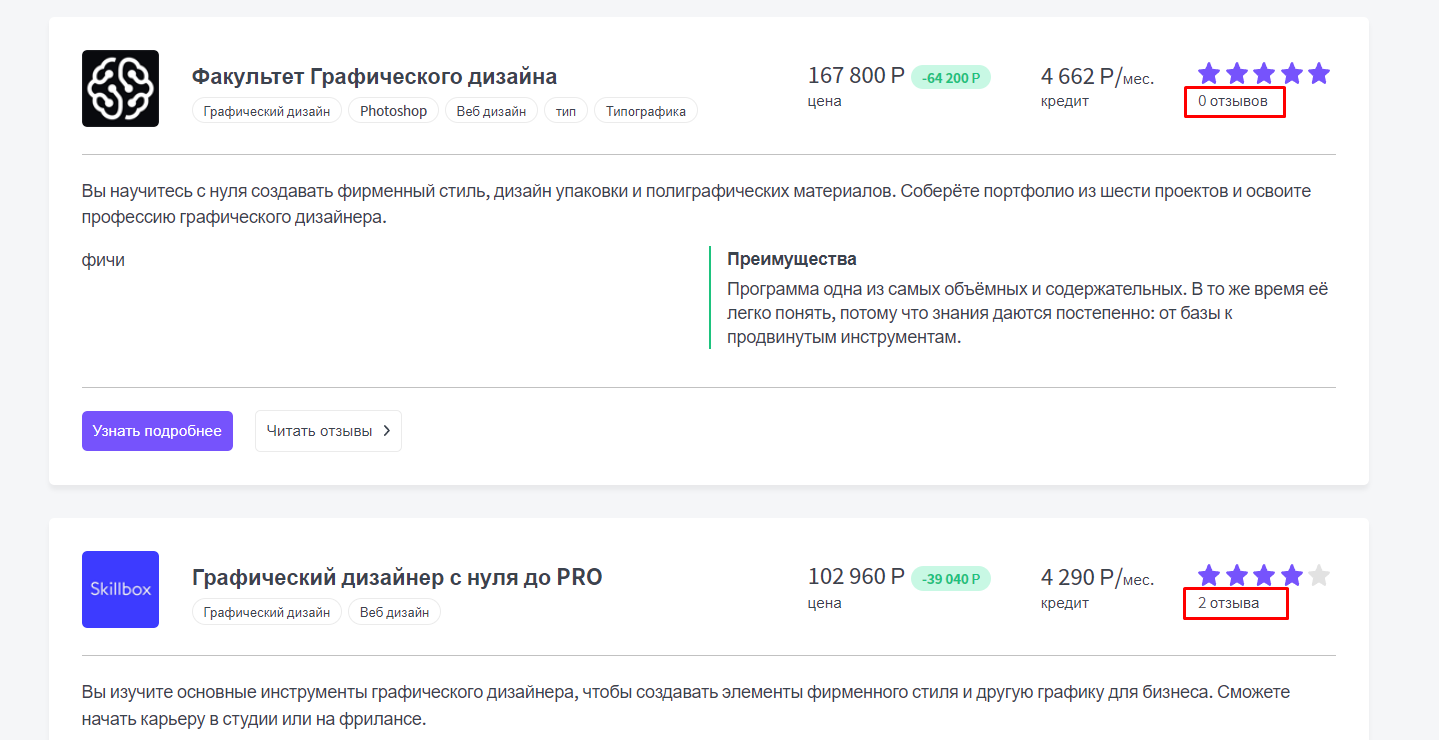 Факультет Графического дизайна
Графический дизайн Photoshop Веб дизайн тип Типографика
167 800 Р -64 200 Р
цена
4 662 Р/мес.
кредит
0 отзывов
Вы научитесь с нуля создавать фирменный стиль, дизайн упаковки и полиграфических материалов. Соберёте портфолио из шести проектов и освоите
профессию графического дизайнера.
фичи
Преимущества
Программа одна из самых объёмных и содержательных. В то же время её
легко понять, потому что знания даются постепенно: от базы к
продвинутым инструментам.
Узнать подробнее
Читать отзывы
Skillbox
Графический дизайнер с нуля до PRO
Графический дизайн Веб дизайн
102 960 Р -39 040 Р
цена
4 290 Р/мес.
кредит
2 отзыва
Вы изучите основные инструменты графического дизайнера, чтобы создавать элементы фирменного стиля и другую графику для бизнеса. Сможете
начать карьеру в студии или на фрилансе.